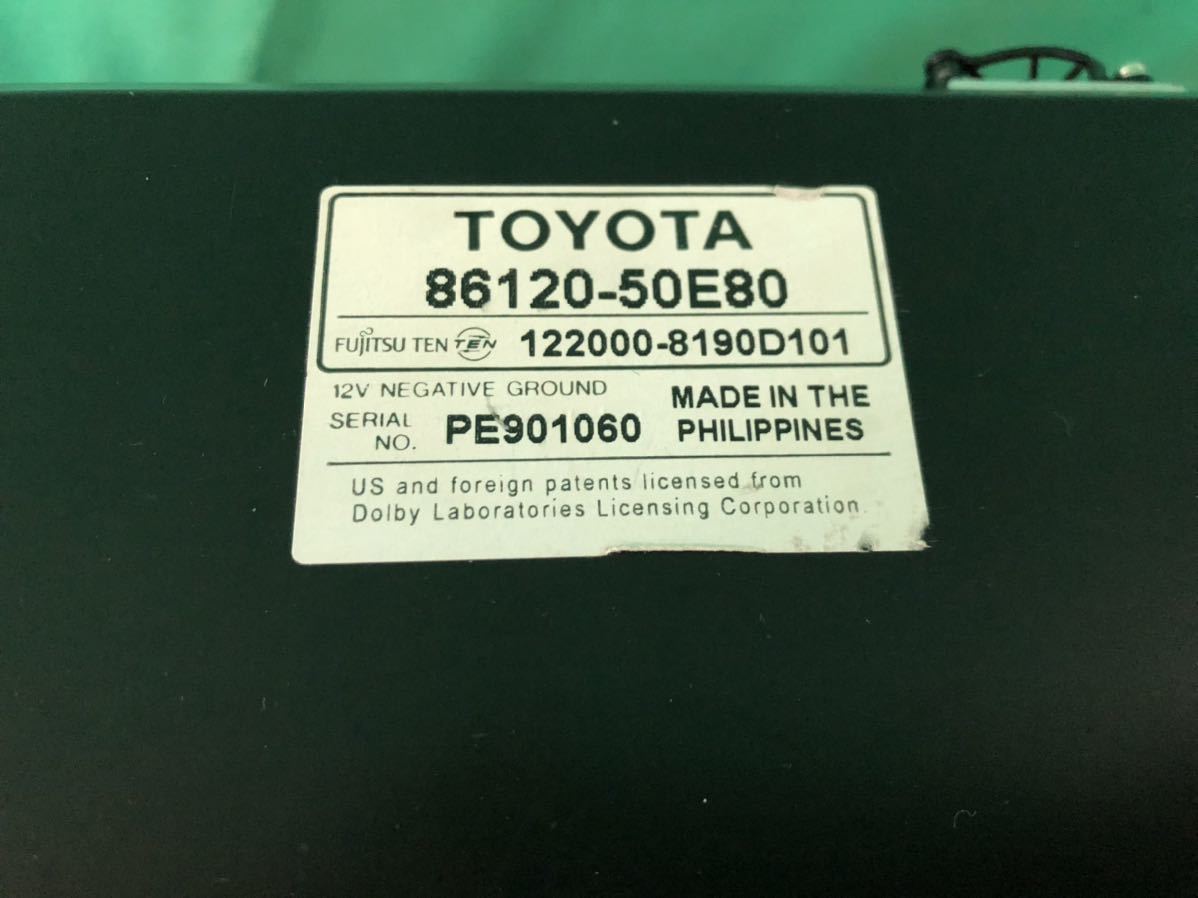 TOYOTA
86120-50E80
FUJITSU TEN TEN 122000-8190D101
12V NEGATIVE GROUND
SERIAL NO. PE901060
MADE IN THE
PHILIPPINES
US and foreign patents licensed from
Dolby Laboratories Licensing Corporation.